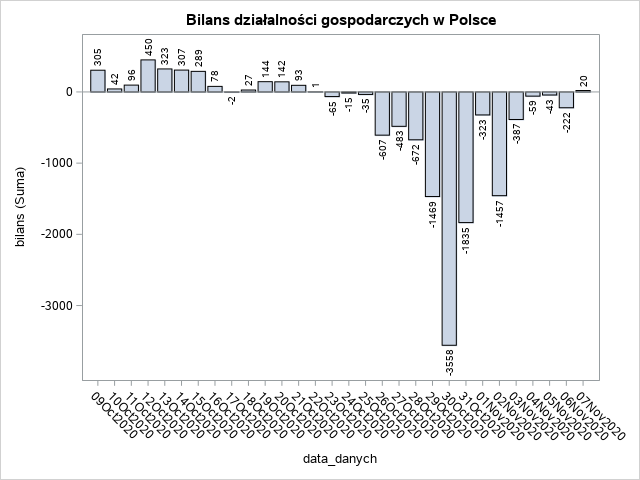 Bilans działalności gospodarczych w Polsce
bilans (Suma)
0
-1000
-2000
-3000
305
42
96
450
323
307
289
78
-2
27
144
142
93
1
-65
-15
-35
-607
-483
-672
-1469
-3558
-1835
-323
-1457
-387
-59
-43
-222
20
09Oct2020
10Oct2020
11Oct2020
12Oct2020
13Oct2020
14Oct2020
15Oct2020
16Oct2020
17Oct2020
18Oct2020
19Oct2020
20Oct2020
21Oct2020
22Oct2020
23Oct2020
24Oct2020
25Oct2020
26Oct2020
27Oct2020
28Oct2020
29Oct2020
30Oct2020
31Oct2020
01Nov2020
02Nov2020
03Nov2020
04Nov2020
05Nov2020
06Nov2020
07Nov2020
data_danych